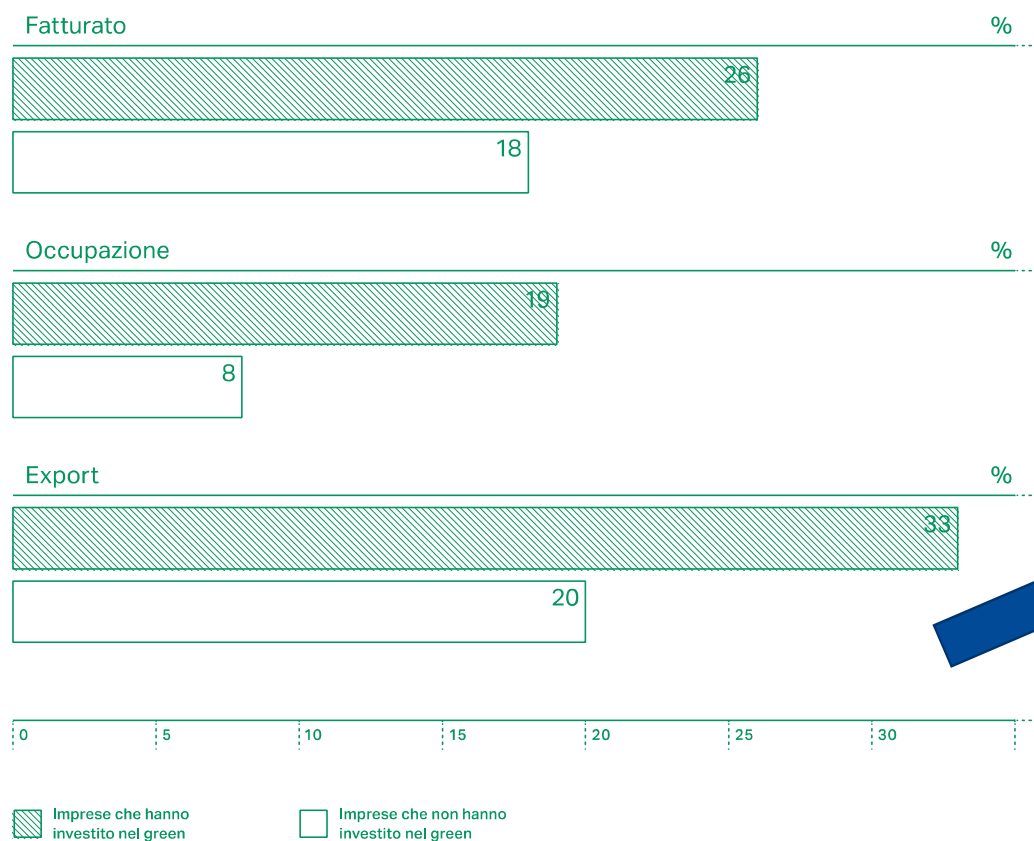 Fatturato %
26
18
Occupazione %
19
8
Export %
33
20
0 5 10 15 20 25 30
Imprese che hanno
investito nel green
Imprese che non hanno
investito nel green